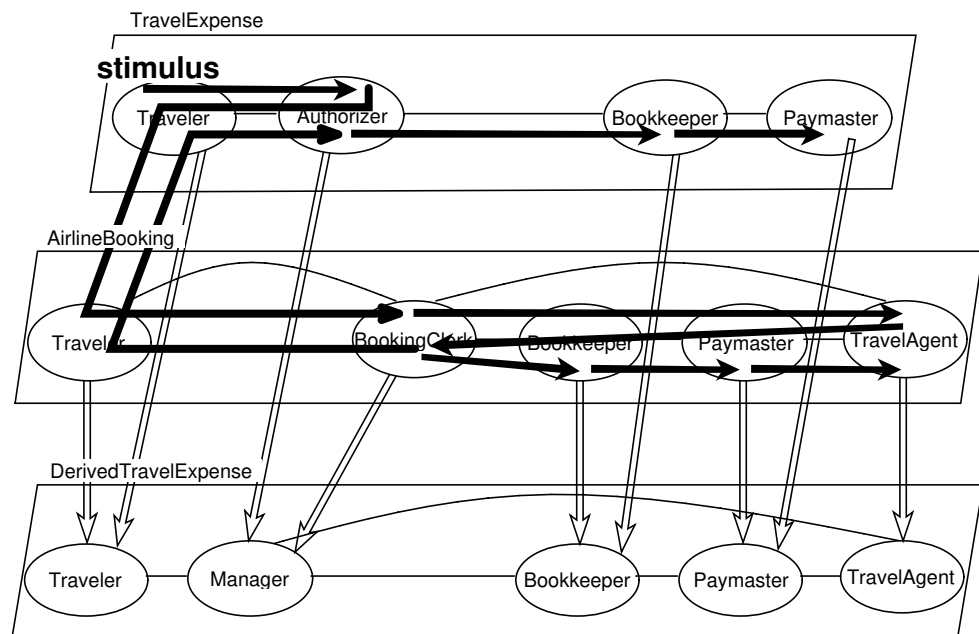 TravelExpense
stimulus
Traveler
Authorizer
Bookkeeper
Paymaster
AirlineBooking
Traveler
BookingClerk
Bookkeeper
Paymaster
TravelAgent
DerivedTravelExpense
Traveler
Manager
Bookkeeper
Paymaster
TravelAgent